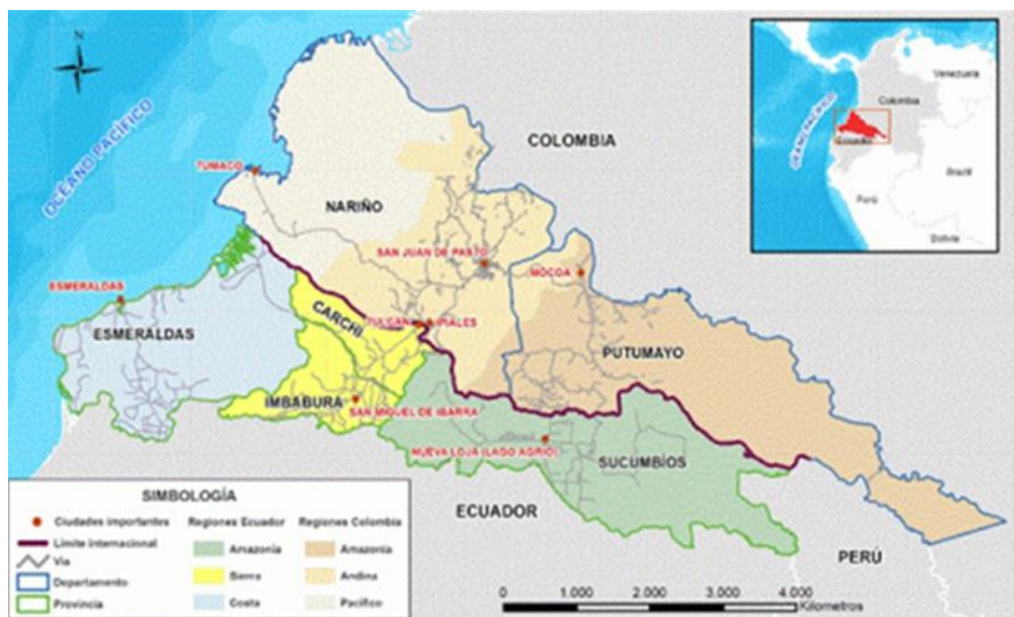 N
OCÉANO PACÍFICO
COLOMBIA
TUMACO
NARIÑO
SAN JUAN DE PASTO
MOCOA
ESMERALDAS
ESMERALDAS
CARCHI
TULCAN
IPIALES
PUTUMAYO
IMBABURA
SAN MIGUEL DE IBARRA
NUEVA LOJA (LAGO AGRIO)
SUCUMBÍOS
ECUADOR
PERÚ
Venezuela
Colombia
Ecuador
Perú
Brazil
Bolivia
SIMBOLOGÍA
Ciudades importantes
Límite Internacional
Vía
Departamento
Provincia
Regiones Ecuador
Amazonía
Sierra
Costa
Regiones Colombia
Amazonía
Andina
Pacífico
0 1.000 2.000 3.000 4.000
Kilometros